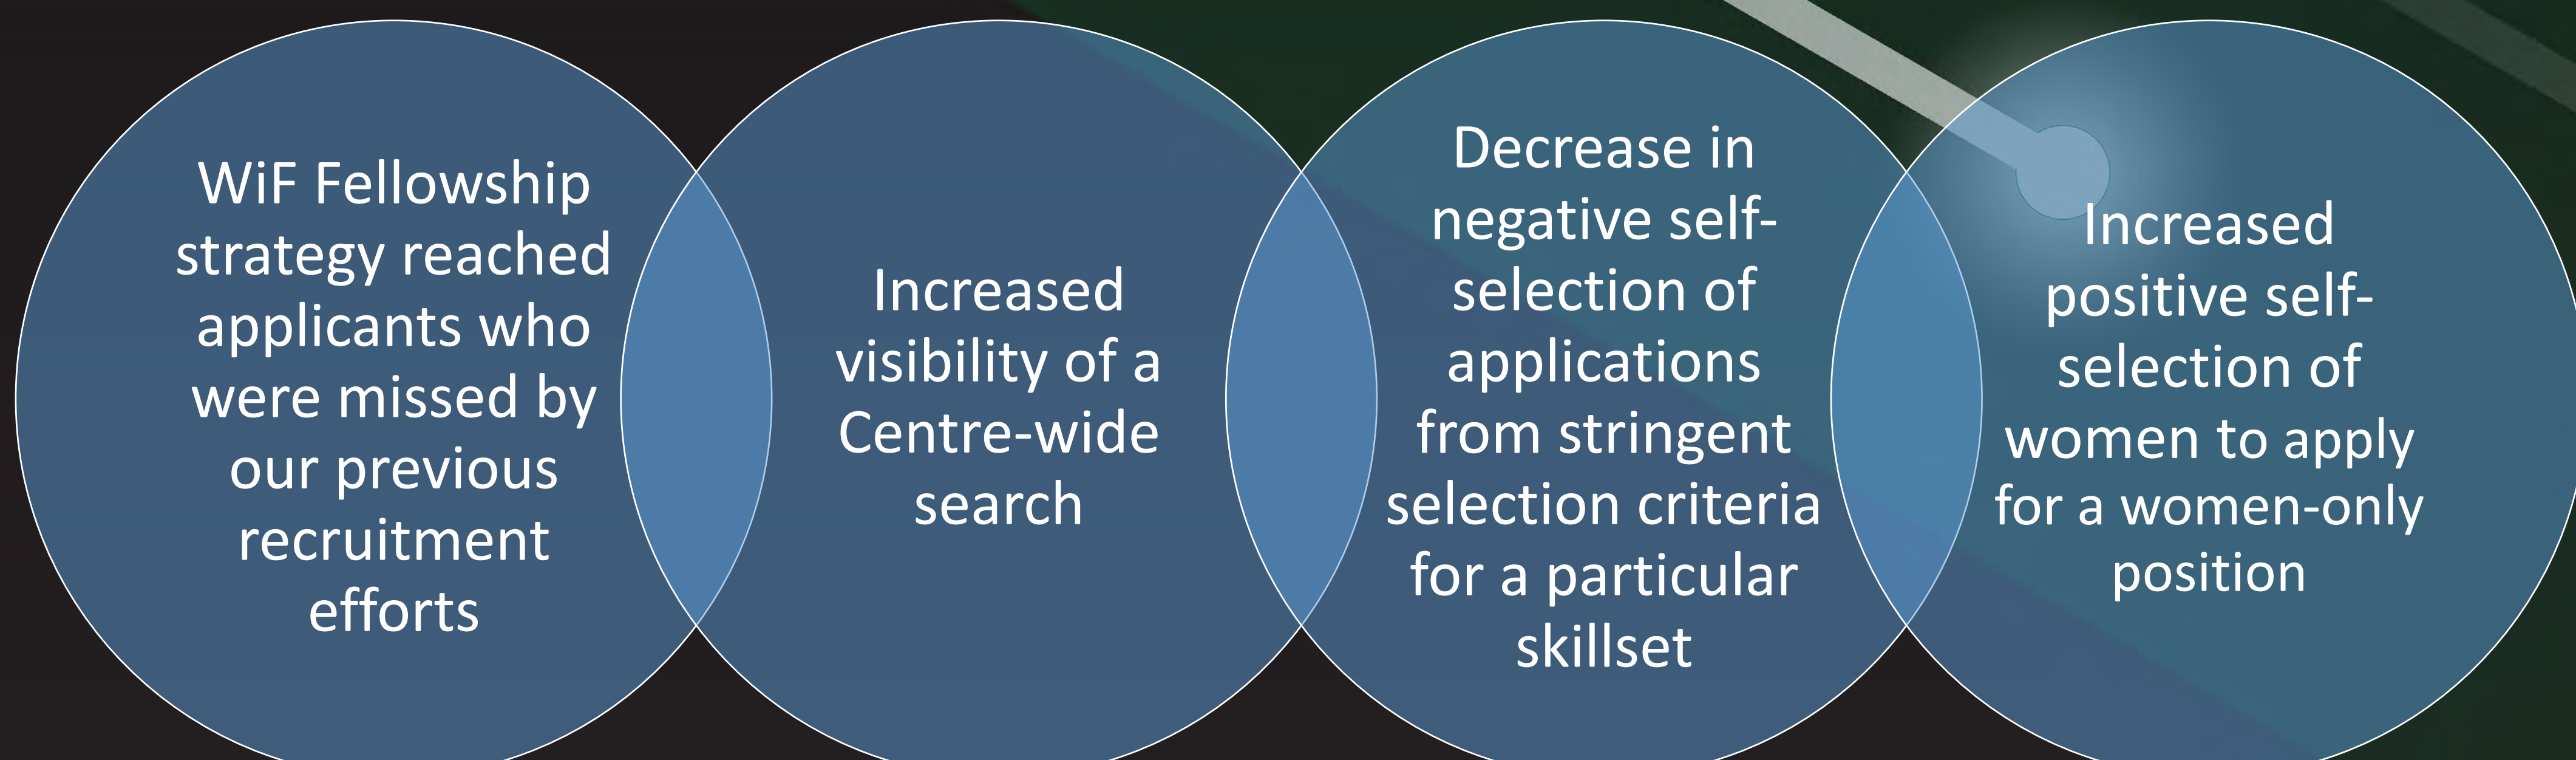 WiF Fellowship
strategy reached
applicants who
were missed by
our previous
recruitment
efforts
Increased
visibility of a
Centre-wide
search
Decrease in
negative self-
selection of
applications
from stringent
selection criteria
for a particular
skillset
Increased
positive self-
selection of
women to apply
for a women-only
position